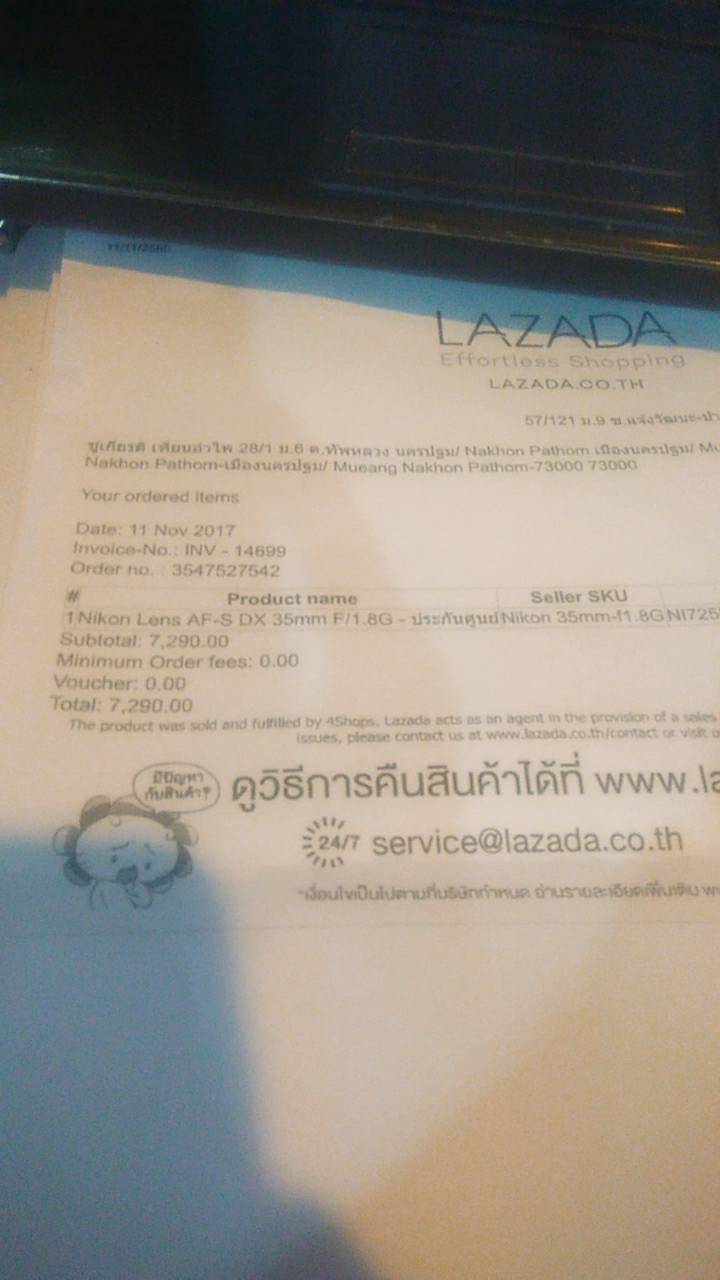 11/11/2560
LAZADA
Effortless Shopping
LAZADA.CO.TH
57/121 ม.9 ซ.แจ้งวัฒนะ-ปา
ชูเกียรติ เทียนอำไพ 28/1 ม.6 ต.ทัพหลวง นครปฐม/ Nakhon Pathom เมืองนครปฐม/ Mu
Nakhon Pathom-เมืองนครปฐม/ Mueang Nakhon Pathom-73000 73000
Your ordered items
Date: 11 Nov 2017
Invoice-No.: INV - 14699
Order no. : 3547527542
# Product name Seller SKU
1 Nikon Lens AF-S DX 35mm F/1.8G - ประกันศูนย์ Nikon 35mm-f1.8G NI725
Subtotal: 7,290.00
Minimum Order fees: 0.00
Voucher: 0.00
Total: 7,290.00
The product was sold and fulfilled by 4Shops. Lazada acts as an agent in the provision of a sales
issues, please contact us at www.lazada.co.th/contact or visit o
มีปัญหา
กับสินค้า?
ดูวิธีการคืนสินค้าได้ที่ www.la
24/7 service@lazada.co.th
*เงื่อนไขเป็นไปตามที่บริษัทกำหนด อ่านรายละเอียดเพิ่มเติม ww